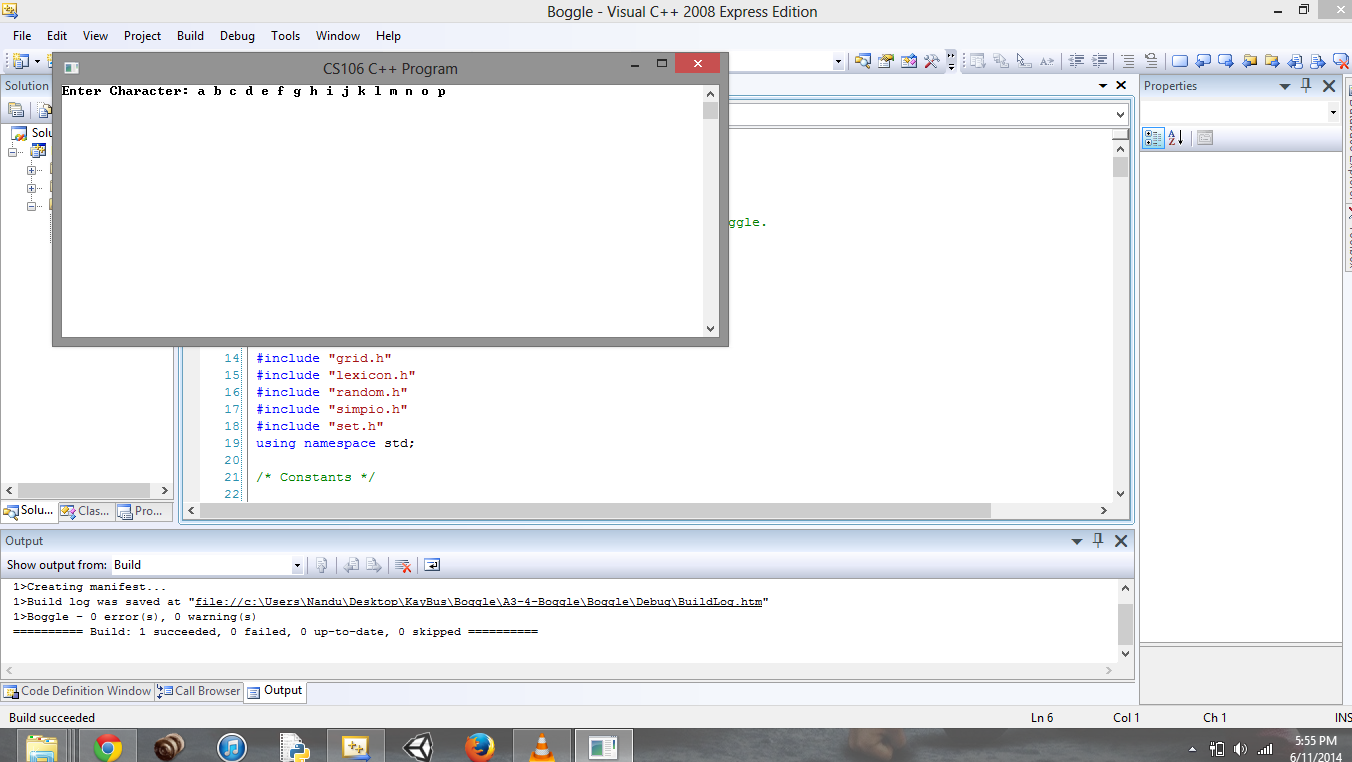 Boggle - Visual C++ 2008 Express Edition
File Edit View Project Build Debug Tools Window Help
CS106 C++ Program
Enter Character: a b c d e f g h i j k l m n o p
Solution
Properties
Solu
ggle.
14 #include "grid.h"
15 #include "lexicon.h"
16 #include "random.h"
17 #include "simpio.h"
18 #include "set.h"
19 using namespace std;
20
21 /* Constants */
22
Solu... Clas... Pro...
Output
Show output from: Build
1>Creating manifest...
1>Build log was saved at "file://c:\Users\Nandu\Desktop\KayBus\Boggle\A3-4-Boggle\Boggle\Debug\BuildLog.htm"
1>Boggle - 0 error(s), 0 warning(s)
========== Build: 1 succeeded, 0 failed, 0 up-to-date, 0 skipped ==========
Code Definition Window Call Browser Output
Build succeeded Ln 6 Col 1 Ch 1 INS
5:55 PM
6/11/2014